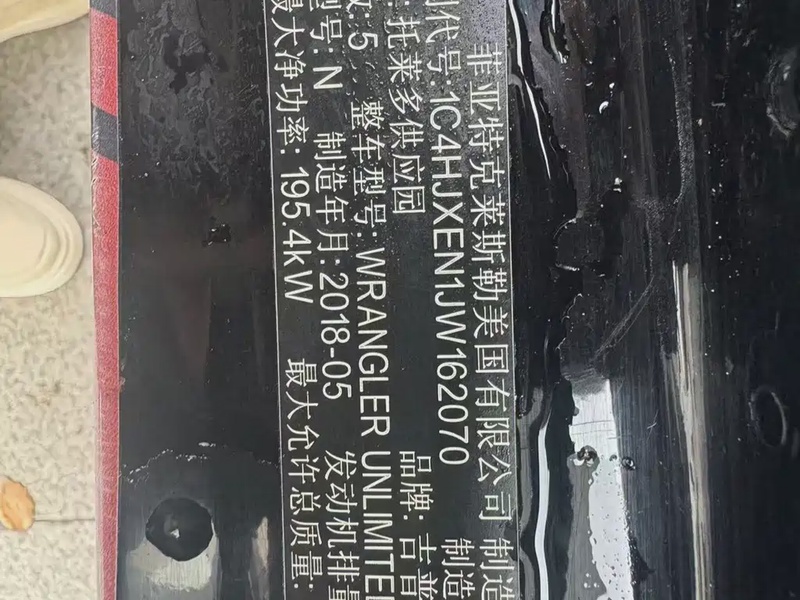 菲亚特克莱斯勒美国有限公司 制造
代号 1C4HJXEN1JW162070 制造
: 托莱多供应园 品牌: 吉普
: 5 整车型号: WRANGLER UNLIMITED
型号: N 制造年月: 2018-05 发动机排量
最大净功率: 195.4kW 最大允许总质量: